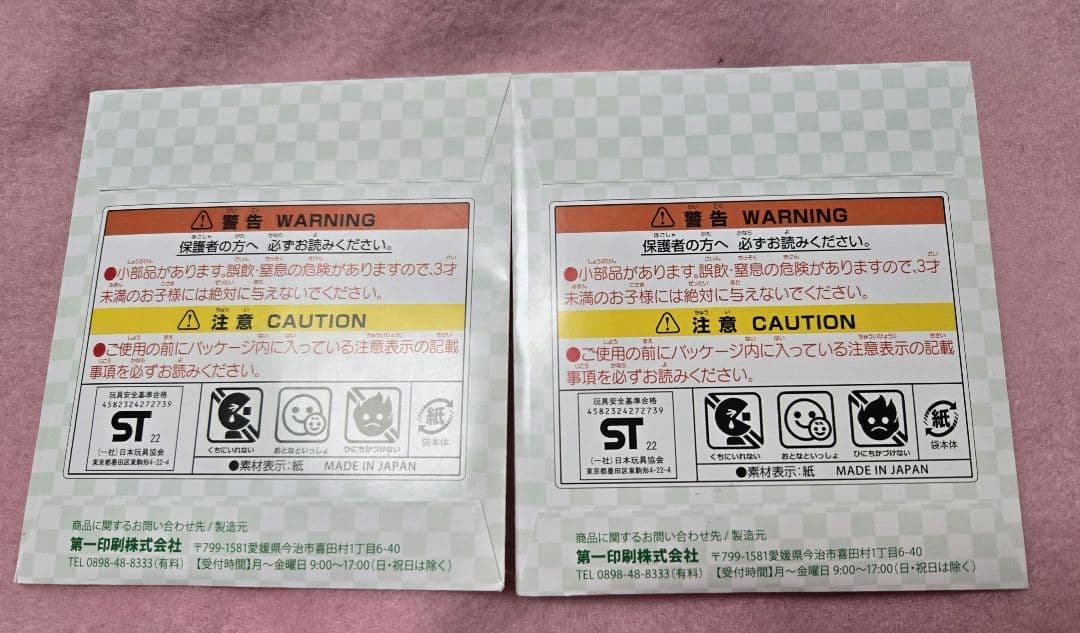 警告 WARNING
保護者の方へ 必ずお読みください。
●小部品があります。誤飲・窒息の危険がありますので、3才
未満のお子様には絶対に与えないでください。
注意 CAUTION
●ご使用の前にパッケージ内に入っている注意表示の記載
事項を必ずお読みください。
玩具安全基準合格
4582324272739
ST 22
(一社)日本玩具協会
東京都墨田区東駒形4-22-4
くちにいれない
おとなといっしょ
ひにちかづけない
紙
袋本体
●素材表示:紙 MADE IN JAPAN
商品に関するお問い合わせ先/製造元
第一印刷株式会社 〒799-1581愛媛県今治市喜田村1丁目6-40
TEL 0898-48-8333(有料) 【受付時間】月〜金曜日 9:00〜17:00(日・祝日は除く)
警告 WARNING
保護者の方へ 必ずお読みください。
●小部品があります。誤飲・窒息の危険がありますので、3才
未満のお子様には絶対に与えないでください。
注意 CAUTION
●ご使用の前にパッケージ内に入っている注意表示の記載
事項を必ずお読みください。
玩具安全基準合格
4582324272739
ST 22
(一社)日本玩具協会
東京都墨田区東駒形4-22-4
くちにいれない
おとなといっしょ
ひにちかづけない
紙
袋本体
●素材表示:紙 MADE IN JAPAN
商品に関するお問い合わせ先/製造元
第一印刷株式会社 〒799-1581愛媛県今治市喜田村1丁目6-40
TEL 0898-48-8333(有料) 【受付時間】月〜金曜日 9:00〜17:00(日・祝日は除く)